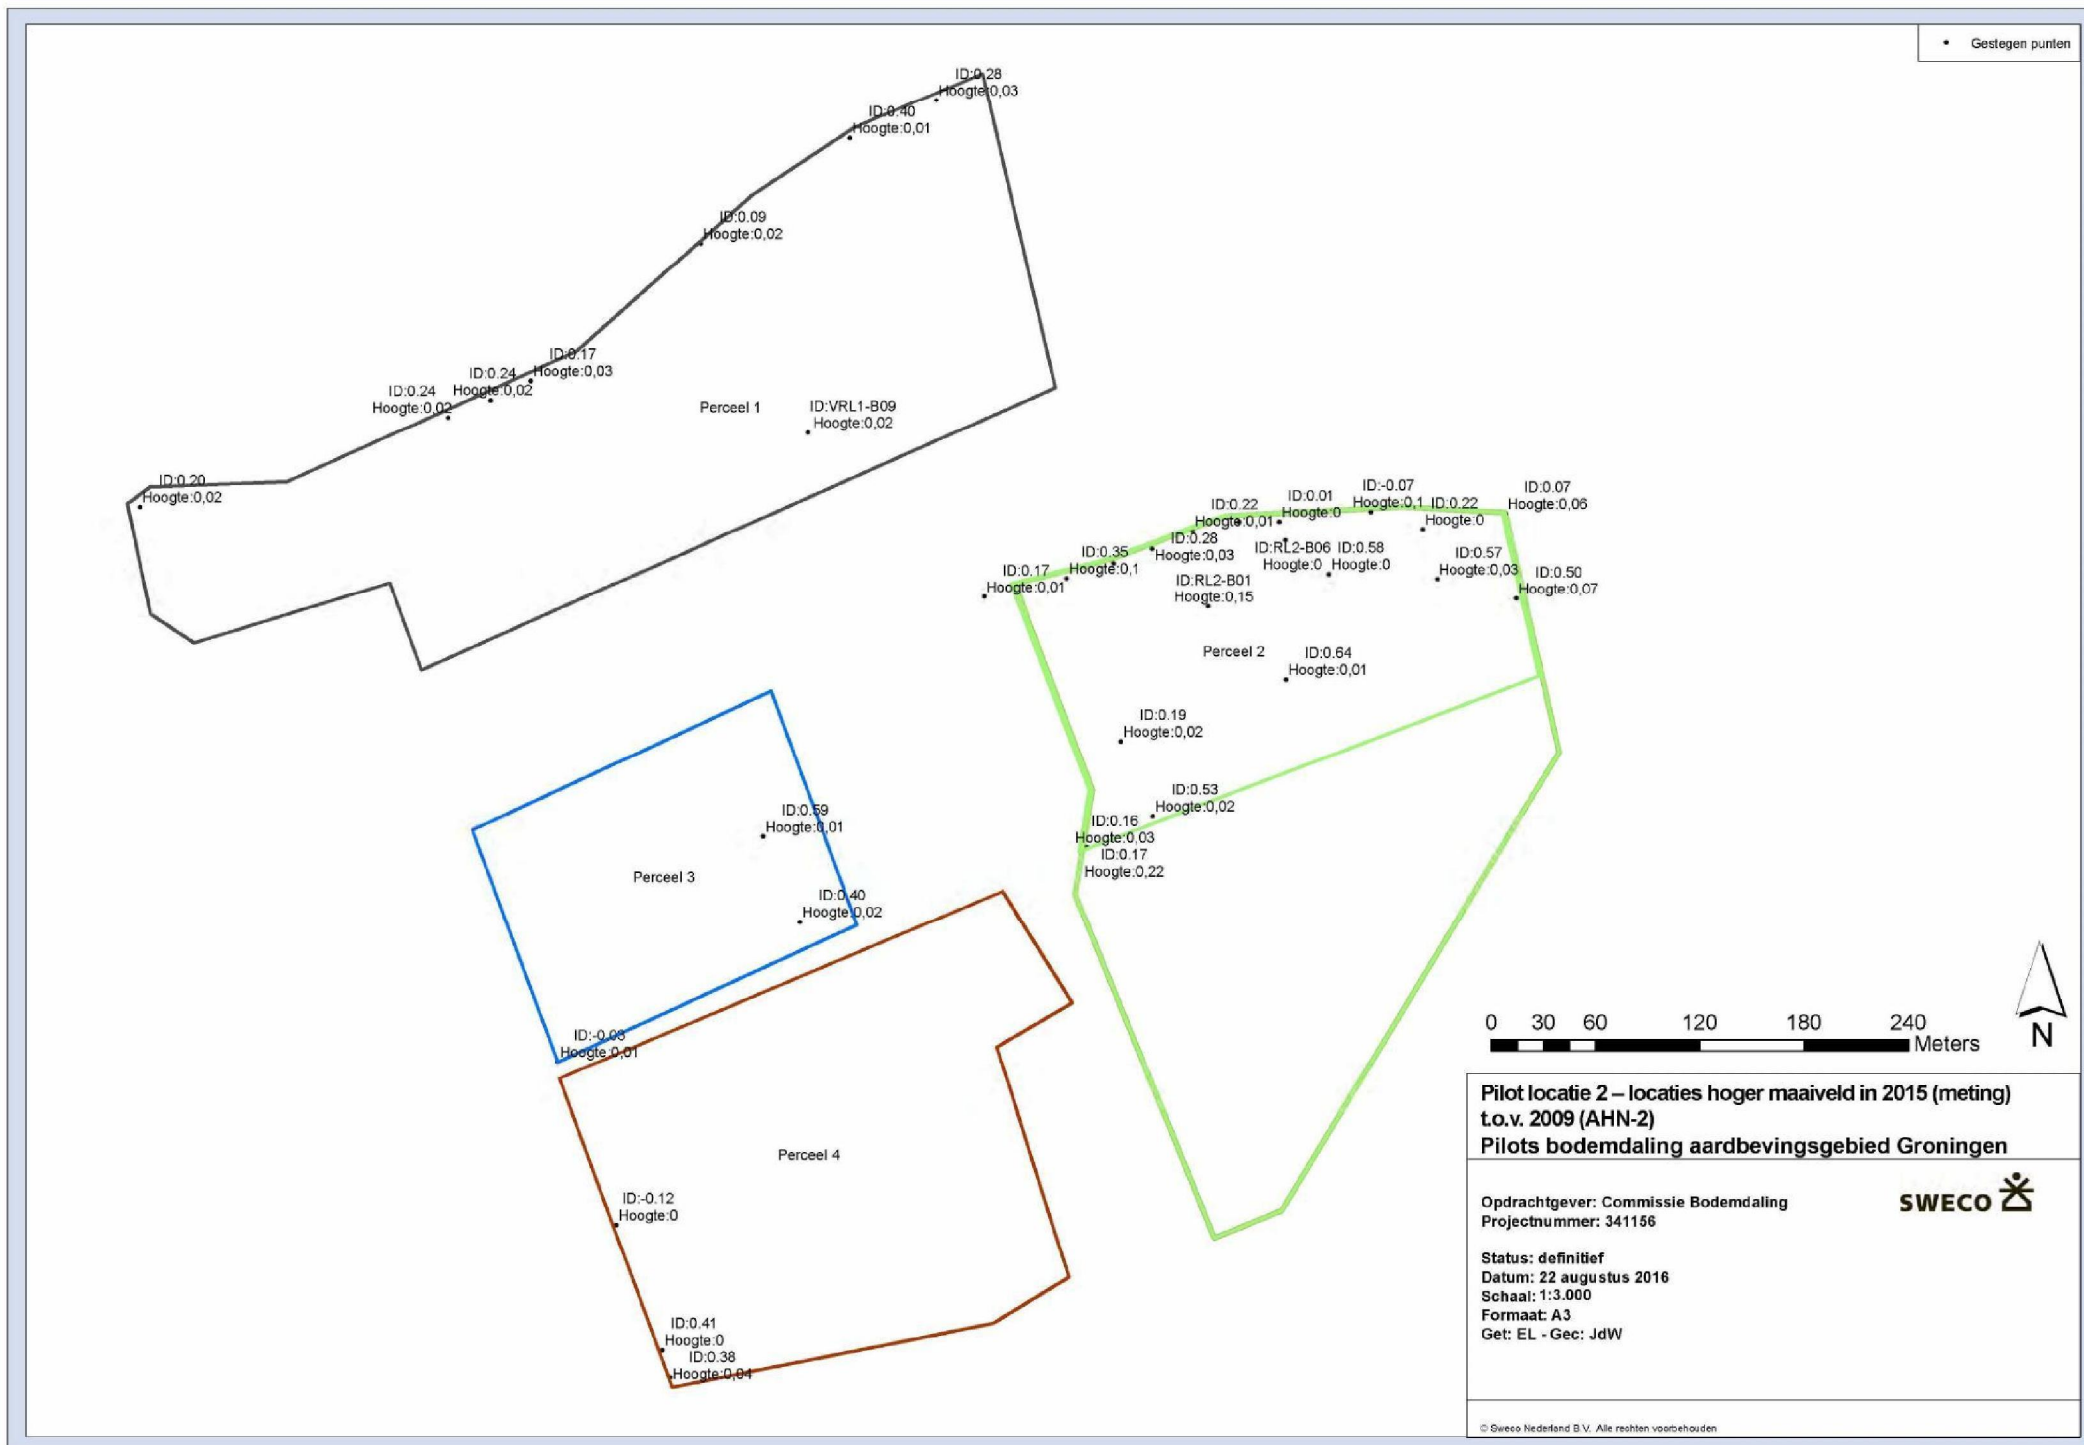 Gestegen punten
ID:0.28
Hoogte:0,03
ID:0.40
Hoogte:0,01
ID:0.09
Hoogte:0,02
ID:0.17
Hoogte:0,03
ID:0.24
Hoogte:0,02
ID:0.24
Hoogte:0,02
Perceel 1
ID:VRL1-B09
Hoogte:0,02
ID:0.20
Hoogte:0,02
ID:-0.07
Hoogte:0,1
ID:0.07
Hoogte:0,06
ID:0.01
Hoogte:0
ID:0.22
Hoogte:0,01
ID:0.22
Hoogte:0
ID:0.28
Hoogte:0,03
ID:RL2-B06
Hoogte:0
ID:0.58
Hoogte:0
ID:0.57
Hoogte:0,03
ID:0.35
Hoogte:0,1
ID:0.17
Hoogte:0,01
ID:RL2-B01
Hoogte:0,15
ID:0.50
Hoogte:0,07
Perceel 2
ID:0.64
Hoogte:0,01
ID:0.19
Hoogte:0,02
ID:0.53
Hoogte:0,02
ID:0.16
Hoogte:0,03
ID:0.17
Hoogte:0,22
ID:0.59
Hoogte:0,01
Perceel 3
ID:0.40
Hoogte:0,02
ID:-0.03
Hoogte:0,01
Perceel 4
ID:-0.12
Hoogte:0
ID:0.41
Hoogte:0
ID:0.38
Hoogte:0,04
0 30 60 120 180 240
Meters
N
Pilot locatie 2 – locaties hoger maaiveld in 2015 (meting)
t.o.v. 2009 (AHN-2)
Pilots bodemdaling aardbevingsgebied Groningen
Opdrachtgever: Commissie Bodemdaling
Projectnummer: 341156
SWECO
Status: definitief
Datum: 22 augustus 2016
Schaal: 1:3.000
Formaat: A3
Get: EL - Gec: JdW
© Sweco Nederland B.V. Alle rechten voorbehouden